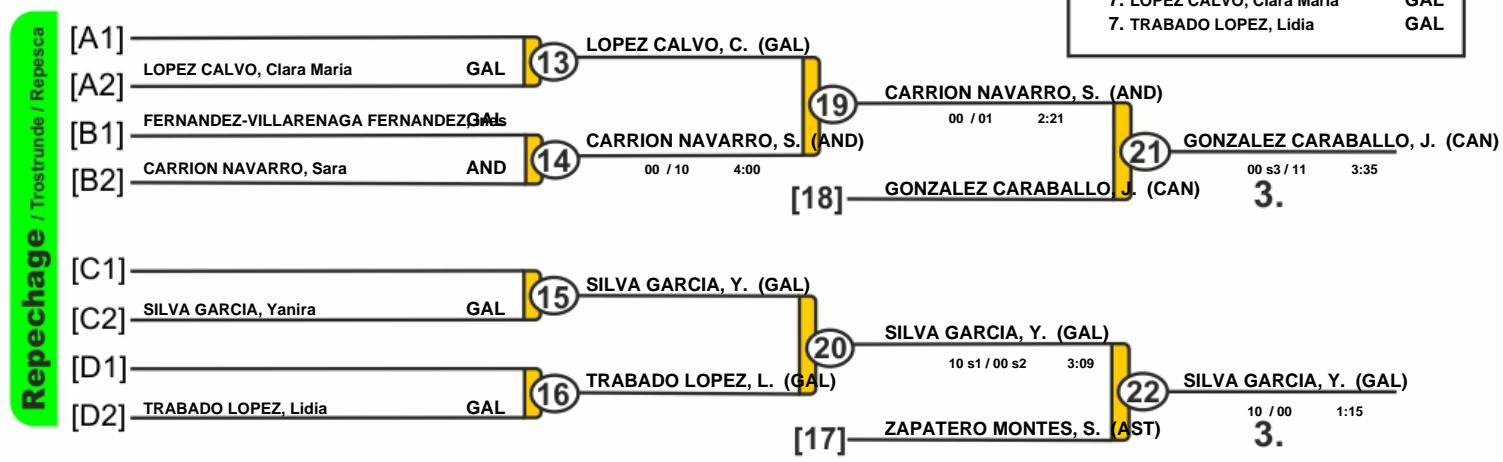 7. LOPEZ CALVO, Clara Maria GAL
7. TRABADO LOPEZ, Lidia GAL
Repechage / Trostrunde / Repesca
[A1]
[A2] LOPEZ CALVO, Clara Maria GAL
13 LOPEZ CALVO, C. (GAL)
[B1] FERNANDEZ-VILLARENAGA FERNANDEZ, Ines GAL
[B2] CARRION NAVARRO, Sara AND
14 CARRION NAVARRO, S. (AND)
00 / 10 4:00
19 CARRION NAVARRO, S. (AND)
00 / 01 2:21
[18] GONZALEZ CARABALLO, J. (CAN)
21 GONZALEZ CARABALLO, J. (CAN)
00 s3 / 11 3:35
3.
[C1]
[C2] SILVA GARCIA, Yanira GAL
15 SILVA GARCIA, Y. (GAL)
[D1]
[D2] TRABADO LOPEZ, Lidia GAL
16 TRABADO LOPEZ, L. (GAL)
20 SILVA GARCIA, Y. (GAL)
10 s1 / 00 s2 3:09
[17] ZAPATERO MONTES, S. (AST)
22 SILVA GARCIA, Y. (GAL)
10 / 00 1:15
3.